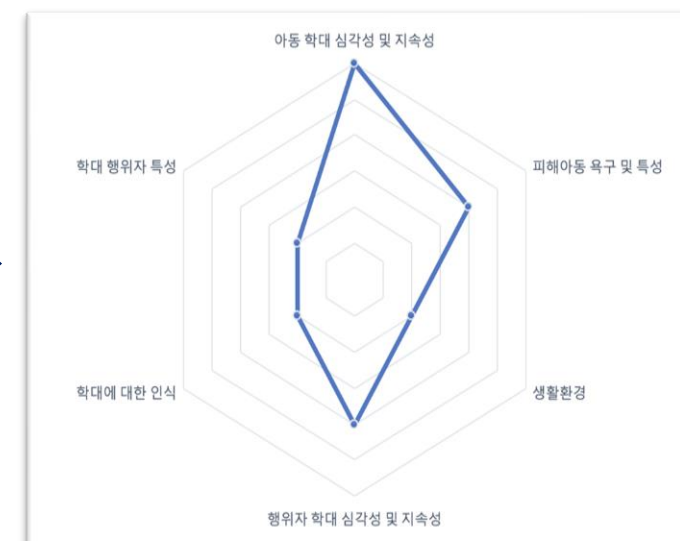 아동 학대 심각성 및 지속성
학대 행위자 특성
피해아동 욕구 및 특성
학대에 대한 인식
생활환경
행위자 학대 심각성 및 지속성